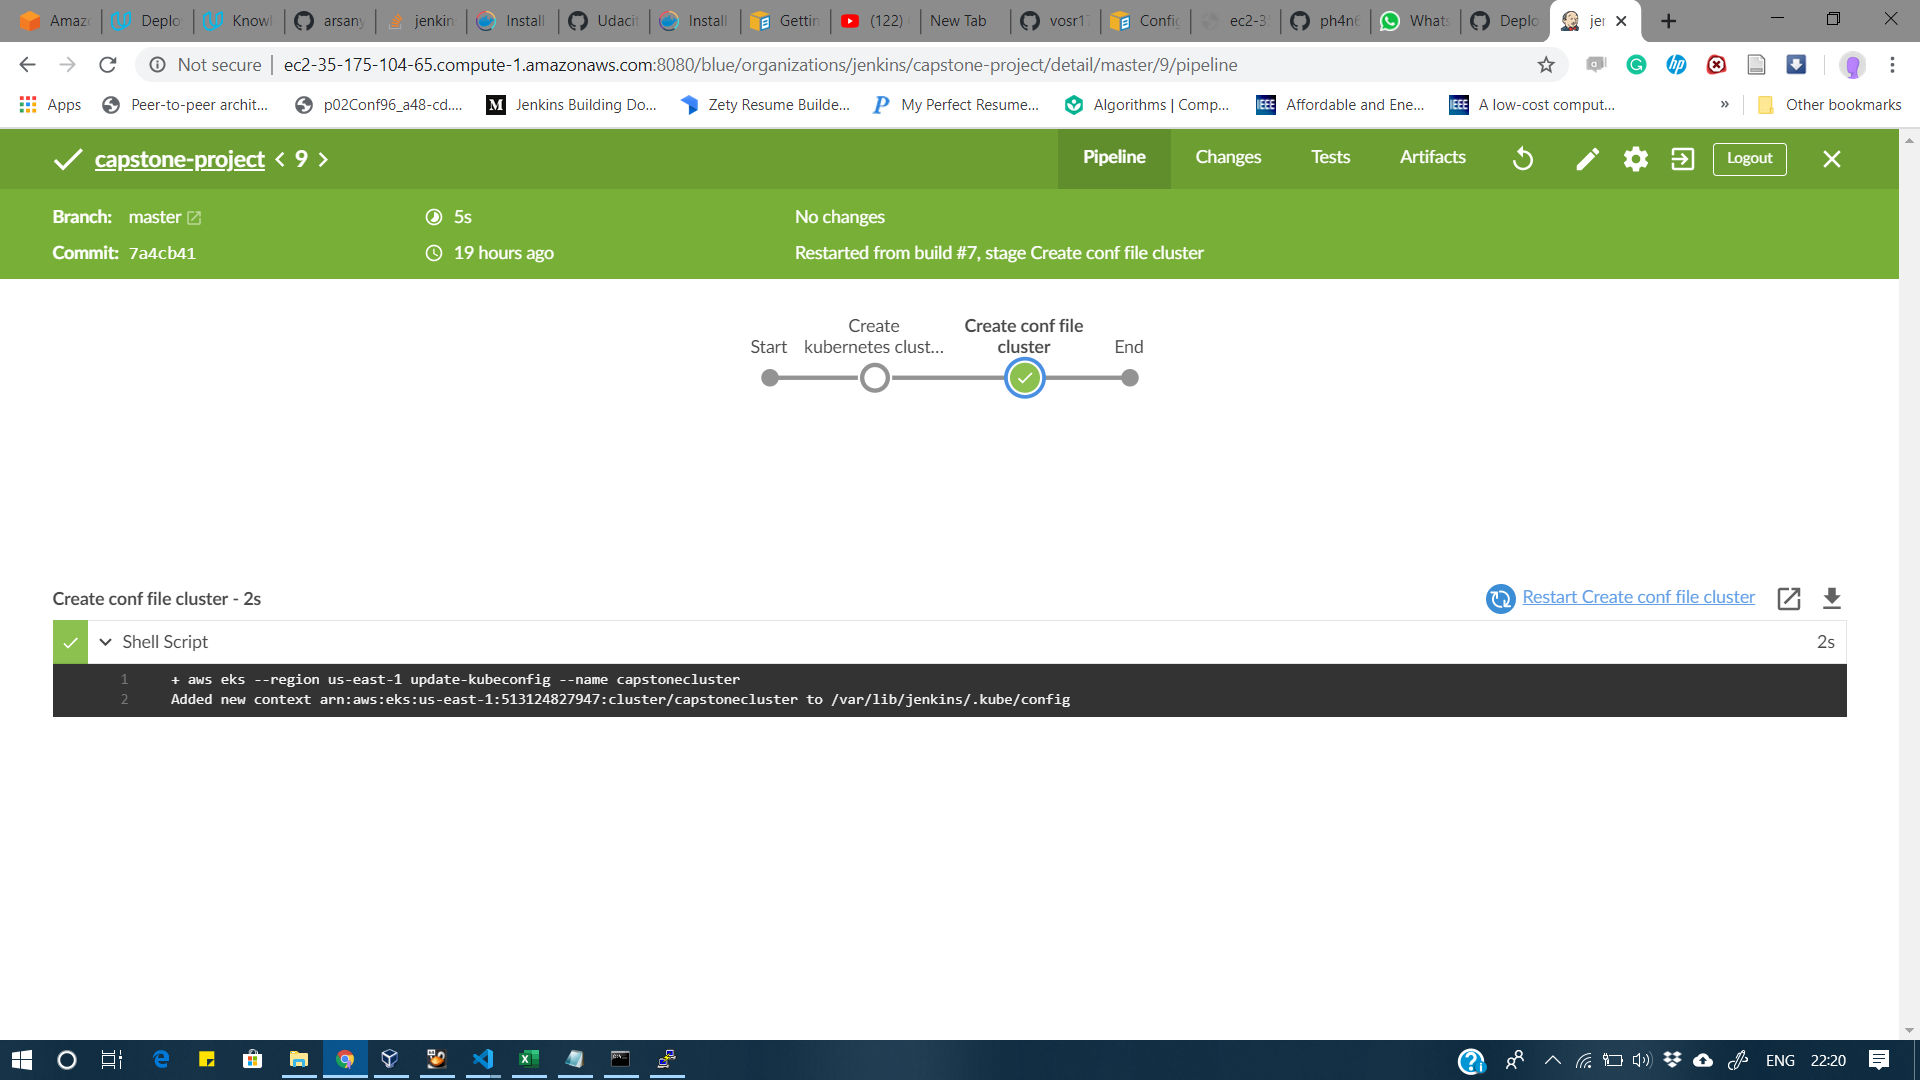 Amaz
Deplo
Knowl
arsany
jenkin
Install
Udaci
Install
Gettin
(122)
New Tab
vosr1
Config
ec2-3
ph4n6
Whats
Deplo
jer
Not secure | ec2-35-175-104-65.compute-1.amazonaws.com:8080/blue/organizations/jenkins/capstone-project/detail/master/9/pipeline
Apps
Peer-to-peer archit...
p02Conf96_a48-cd....
M Jenkins Building Do...
Zety Resume Builde...
P My Perfect Resume...
Algorithms | Comp...
IEEE Affordable and Ene...
IEEE A low-cost comput...
» Other bookmarks
capstone-project < 9 >
Pipeline
Changes
Tests
Artifacts
Logout
Branch: master
5s
No changes
Commit: 7a4cb41
19 hours ago
Restarted from build #7, stage Create conf file cluster
Start
Create
kubernetes clust...
Create conf file
cluster
End
Create conf file cluster - 2s
Restart Create conf file cluster
Shell Script
2s
1 + aws eks --region us-east-1 update-kubeconfig --name capstonecluster
2 Added new context arn:aws:eks:us-east-1:513124827947:cluster/capstonecluster to /var/lib/jenkins/.kube/config
ENG 22:20